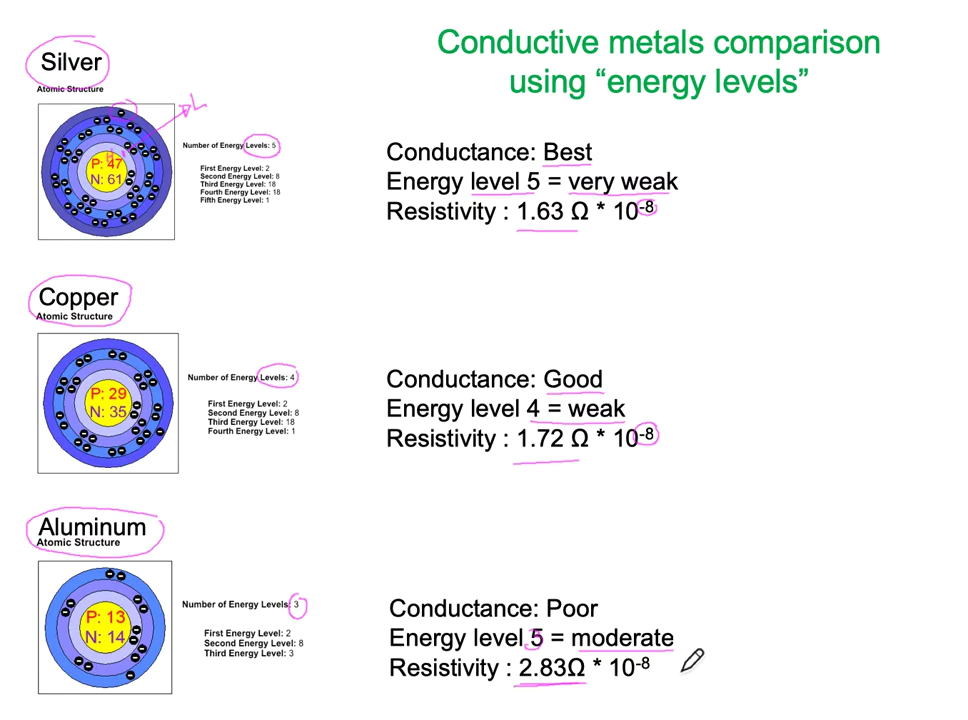 Conductive metals comparison
using “energy levels”
Silver
Atomic Structure
P: 47
N: 61
Number of Energy Levels: 5
First Energy Level: 2
Second Energy Level: 8
Third Energy Level: 18
Fourth Energy Level: 18
Fifth Energy Level: 1
Conductance: Best
Energy level 5 = very weak
Resistivity : 1.63 Ω * 10⁻⁸
Copper
Atomic Structure
P: 29
N: 35
Number of Energy Levels: 4
First Energy Level: 2
Second Energy Level: 8
Third Energy Level: 18
Fourth Energy Level: 1
Conductance: Good
Energy level 4 = weak
Resistivity : 1.72 Ω * 10⁻⁸
Aluminum
Atomic Structure
P: 13
N: 14
Number of Energy Levels: 3
First Energy Level: 2
Second Energy Level: 8
Third Energy Level: 3
Conductance: Poor
Energy level 5 = moderate
Resistivity : 2.83Ω * 10⁻⁸